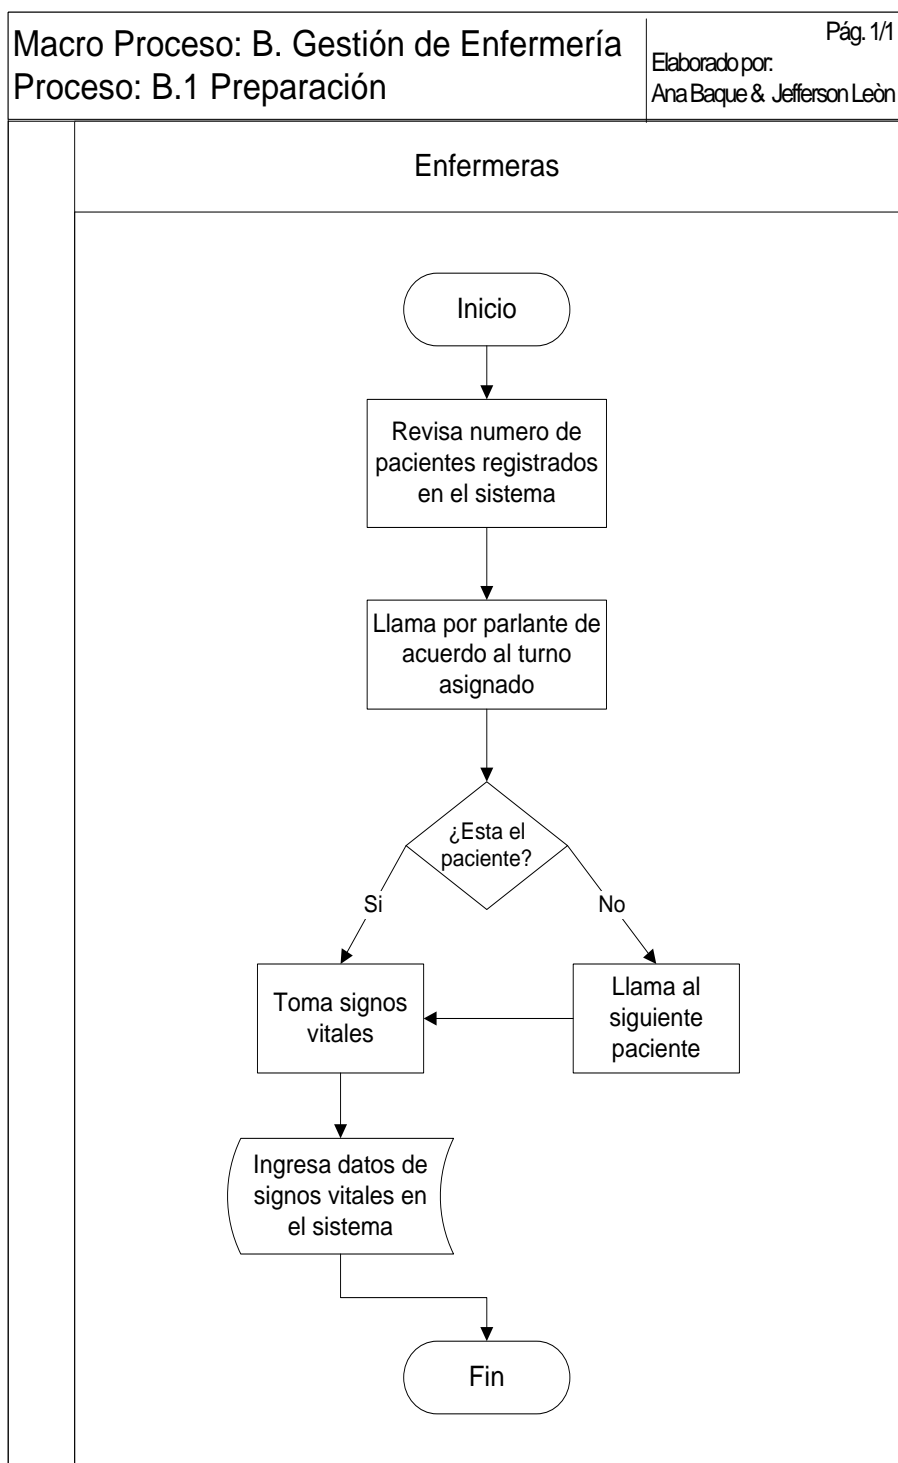 Macro Proceso: B. Gestión de Enfermería
Proceso: B.1 Preparación
Pág. 1/1
Elaborado por:
Ana Baque & Jefferson Leòn
Enfermeras
Inicio
Revisa numero de
pacientes registrados
en el sistema
Llama por parlante de
acuerdo al turno
asignado
¿Esta el
paciente?
Si
No
Toma signos
vitales
Llama al
siguiente
paciente
Ingresa datos de
signos vitales en
el sistema
Fin